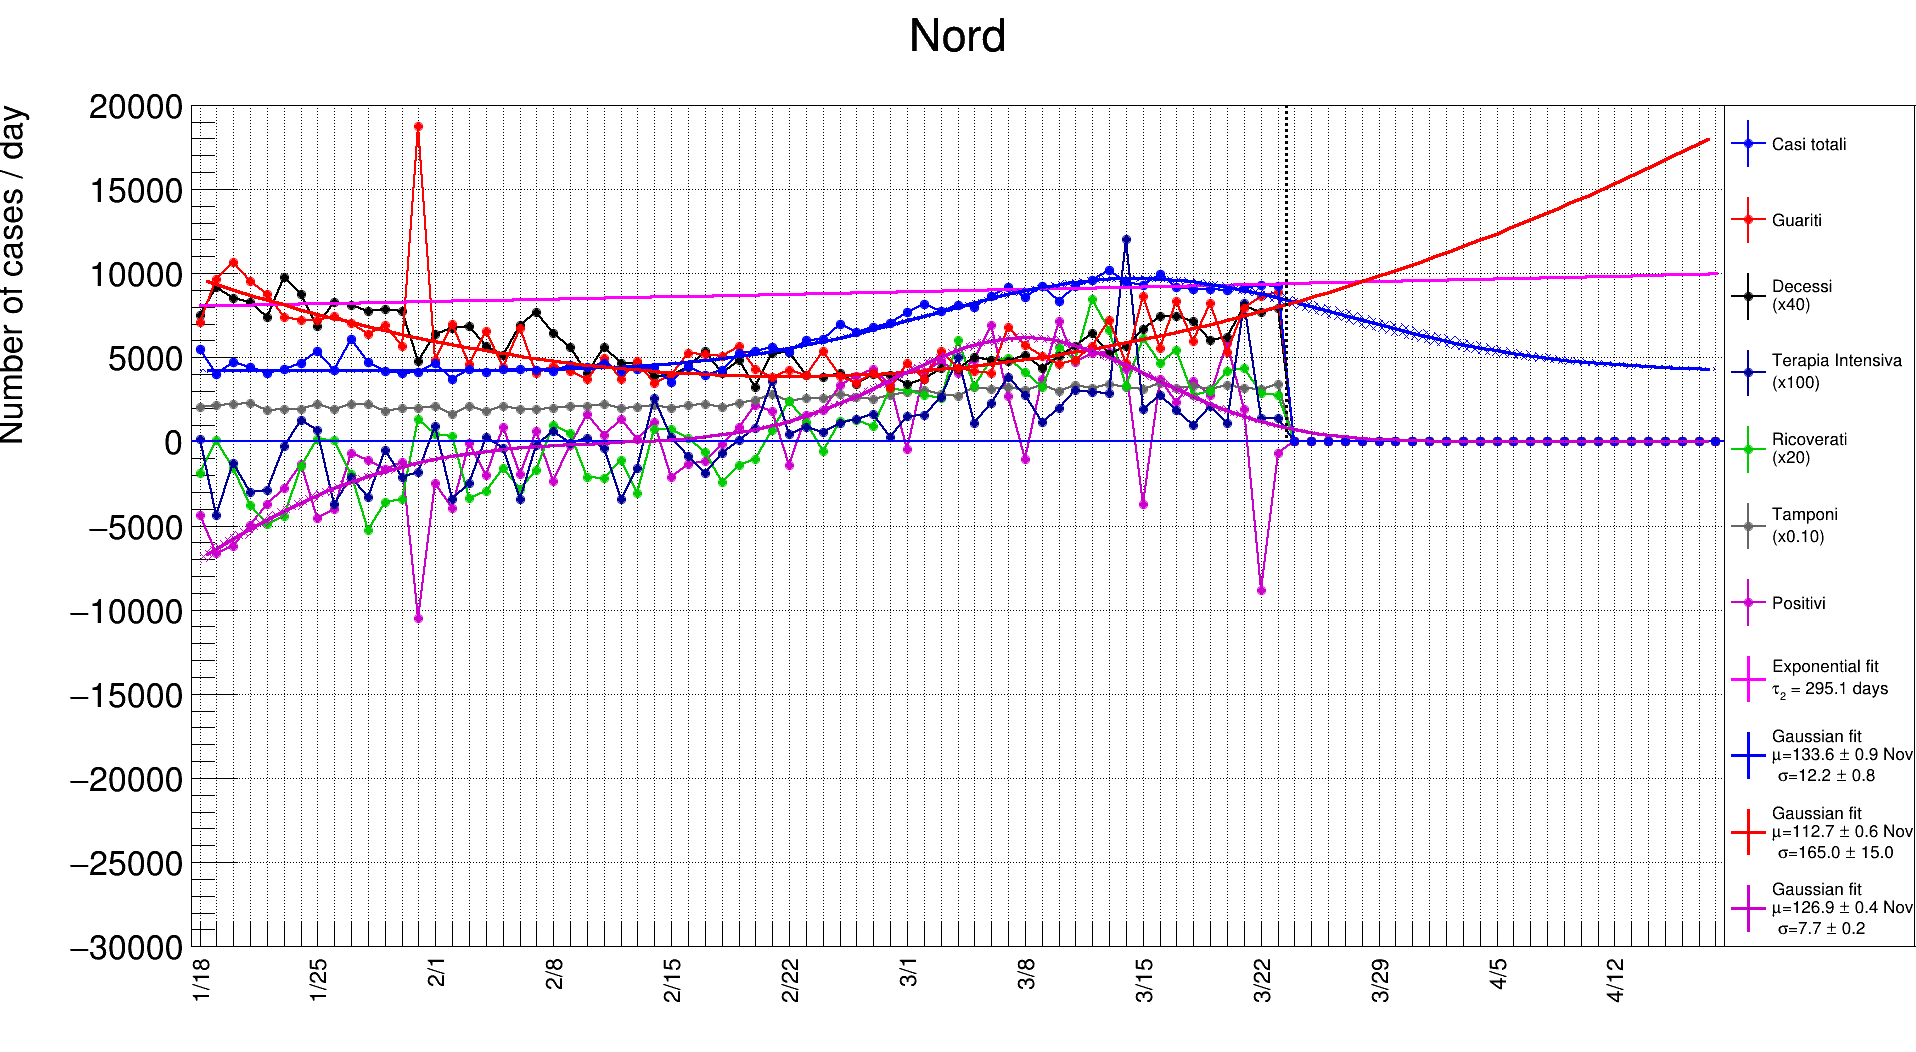 Nord
Number of cases / day
20000
15000
10000
5000
0
−5000
−10000
−15000
−20000
−25000
−30000
1/18
1/25
2/1
2/8
2/15
2/22
3/1
3/8
3/15
3/22
3/29
4/5
4/12
Casi totali
Guariti
Decessi
(x40)
Terapia Intensiva
(x100)
Ricoverati
(x20)
Tamponi
(x0.10)
Positivi
Exponential fit
τ2 = 295.1 days
Gaussian fit
μ=133.6 ± 0.9 Nov
σ=12.2 ± 0.8
Gaussian fit
μ=112.7 ± 0.6 Nov
σ=165.0 ± 15.0
Gaussian fit
μ=126.9 ± 0.4 Nov
σ=7.7 ± 0.2